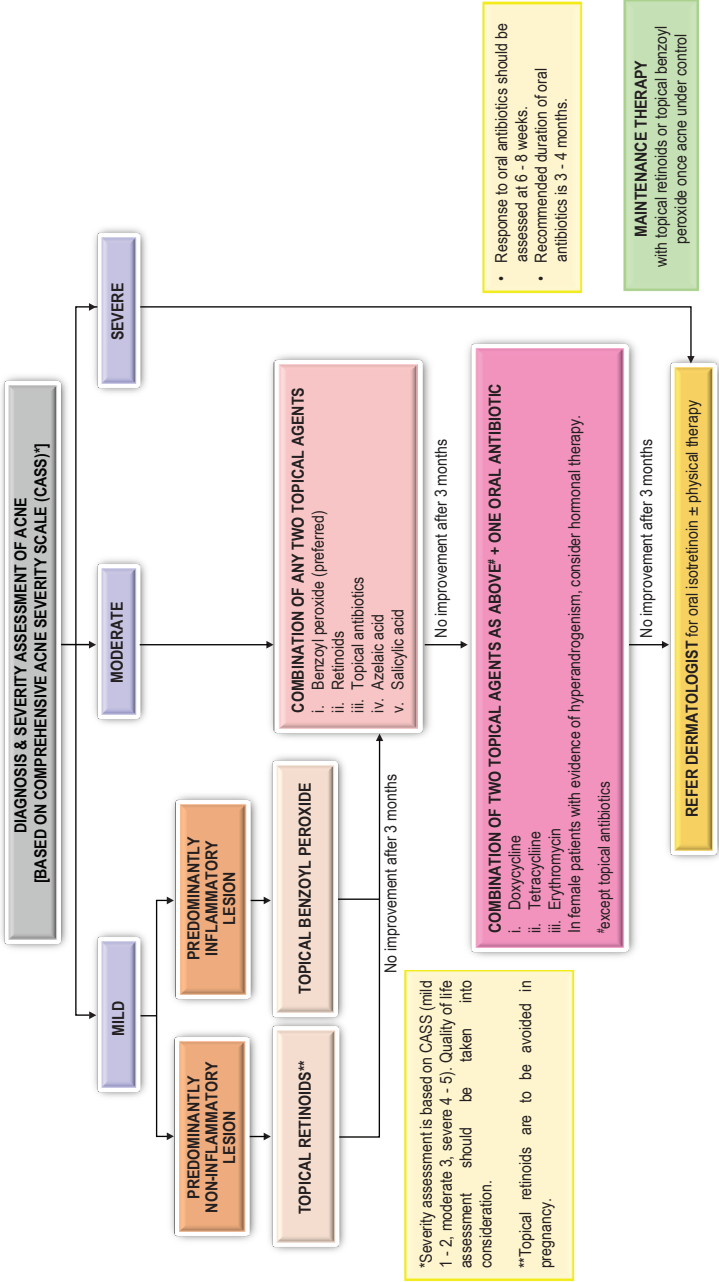 DIAGNOSIS & SEVERITY ASSESSMENT OF ACNE
[BASED ON COMPREHENSIVE ACNE SEVERITY SCALE (CASS)*]
MILD
MODERATE
SEVERE
PREDOMINANTLY
NON-INFLAMMATORY
LESION
PREDOMINANTLY
INFLAMMATORY
LESION
TOPICAL RETINOIDS**
TOPICAL BENZOYL PEROXIDE
No improvement after 3 months
COMBINATION OF ANY TWO TOPICAL AGENTS
i. Benzoyl peroxide (preferred)
ii. Retinoids
iii. Topical antibiotics
iv. Azelaic acid
v. Salicylic acid
No improvement after 3 months
COMBINATION OF TWO TOPICAL AGENTS AS ABOVE# + ONE ORAL ANTIBIOTIC
i. Doxycycline
ii. Tetracycliine
iii. Erythromycin
In female patients with evidence of hyperandrogenism, consider hormonal therapy.
#except topical antibiotics
No improvement after 3 months
REFER DERMATOLOGIST for oral isotretinoin ± physical therapy
*Severity assessment is based on CASS (mild
1 - 2, moderate 3, severe 4 - 5). Quality of life
assessment should be taken into
consideration.
**Topical retinoids are to be avoided in
pregnancy.
• Response to oral antibiotics should be
assessed at 6 - 8 weeks.
• Recommended duration of oral
antibiotics is 3 - 4 months.
MAINTENANCE THERAPY
with topical retinoids or topical benzoyl
peroxide once acne under control